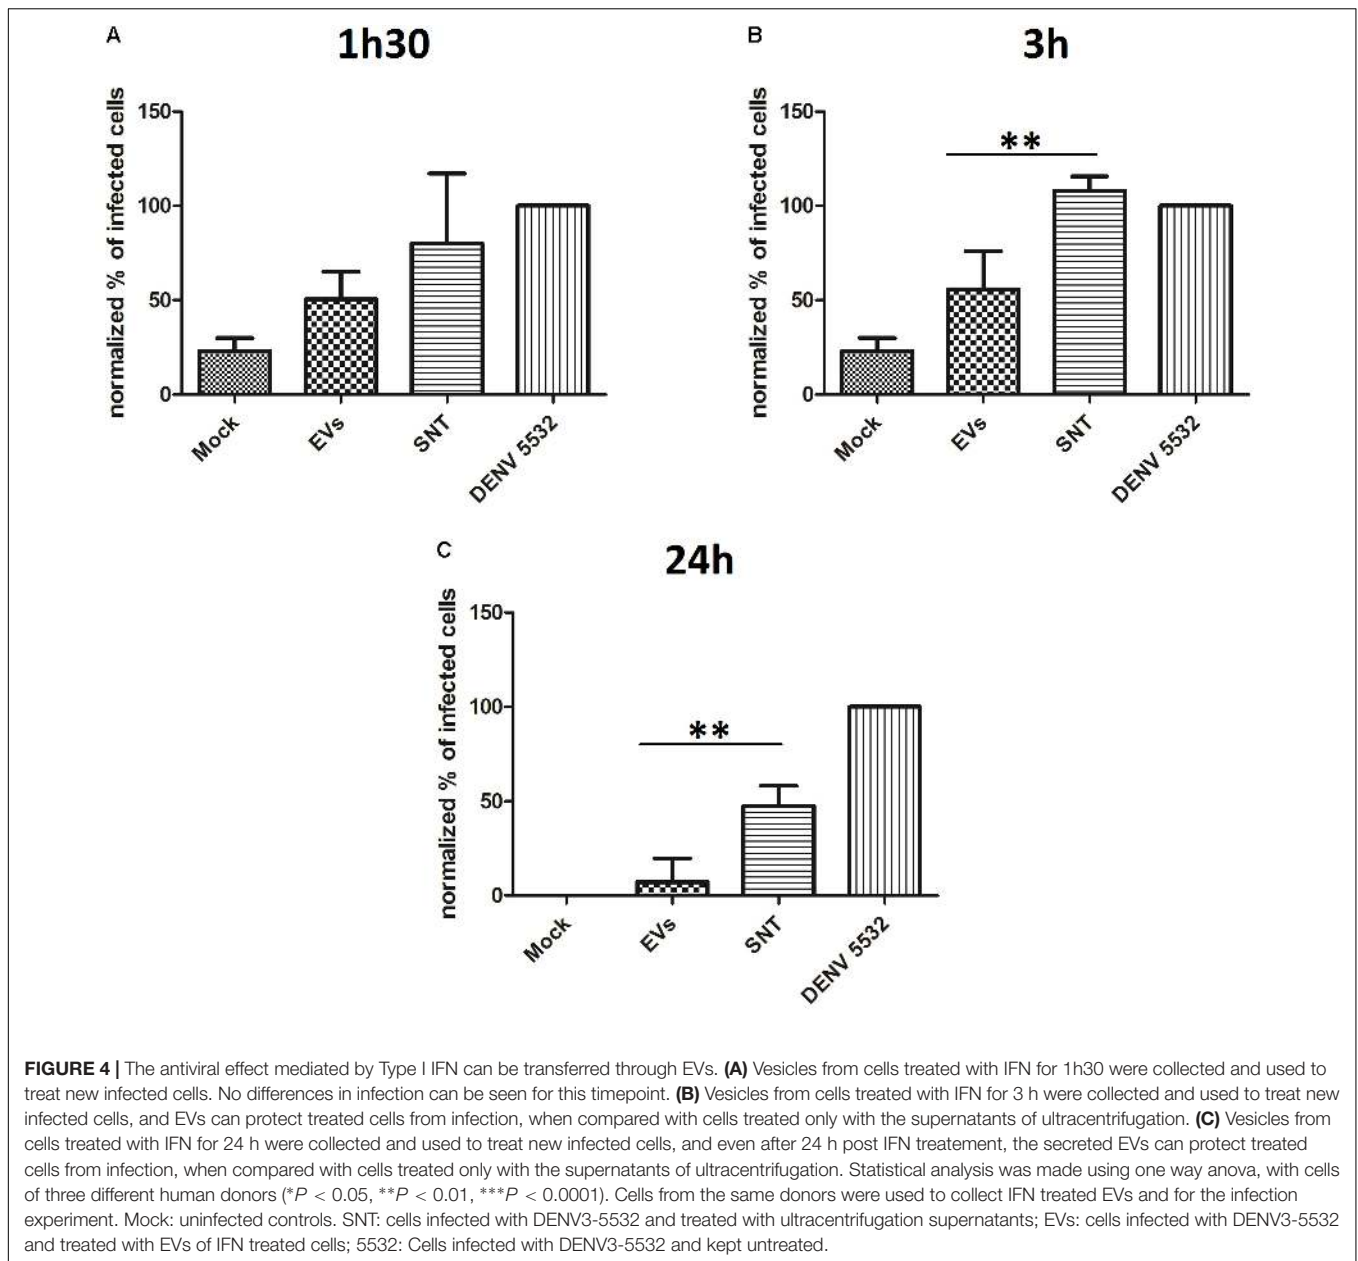 A
1h30
normalized % of infected cells
150
100
50
0
Mock
EVs
SNT
DENV 5532
B
3h
normalized % of infected cells
150
100
50
0
**
Mock
EVs
SNT
DENV 5532
C
24h
normalized % of infected cells
150
100
50
0
**
Mock
EVs
SNT
DENV 5532
FIGURE 4 | The antiviral effect mediated by Type I IFN can be transferred through EVs. (A) Vesicles from cells treated with IFN for 1h30 were collected and used to
treat new infected cells. No differences in infection can be seen for this timepoint. (B) Vesicles from cells treated with IFN for 3 h were collected and used to treat new
infected cells, and EVs can protect treated cells from infection, when compared with cells treated only with the supernatants of ultracentrifugation. (C) Vesicles from
cells treated with IFN for 24 h were collected and used to treat new infected cells, and even after 24 h post IFN treatement, the secreted EVs can protect treated
cells from infection, when compared with cells treated only with the supernatants of ultracentrifugation. Statistical analysis was made using one way anova, with cells
of three different human donors (*P < 0.05, **P < 0.01, ***P < 0.0001). Cells from the same donors were used to collect IFN treated EVs and for the infection
experiment. Mock: uninfected controls. SNT: cells infected with DENV3-5532 and treated with ultracentrifugation supernatants; EVs: cells infected with DENV3-5532
and treated with EVs of IFN treated cells; 5532: Cells infected with DENV3-5532 and kept untreated.